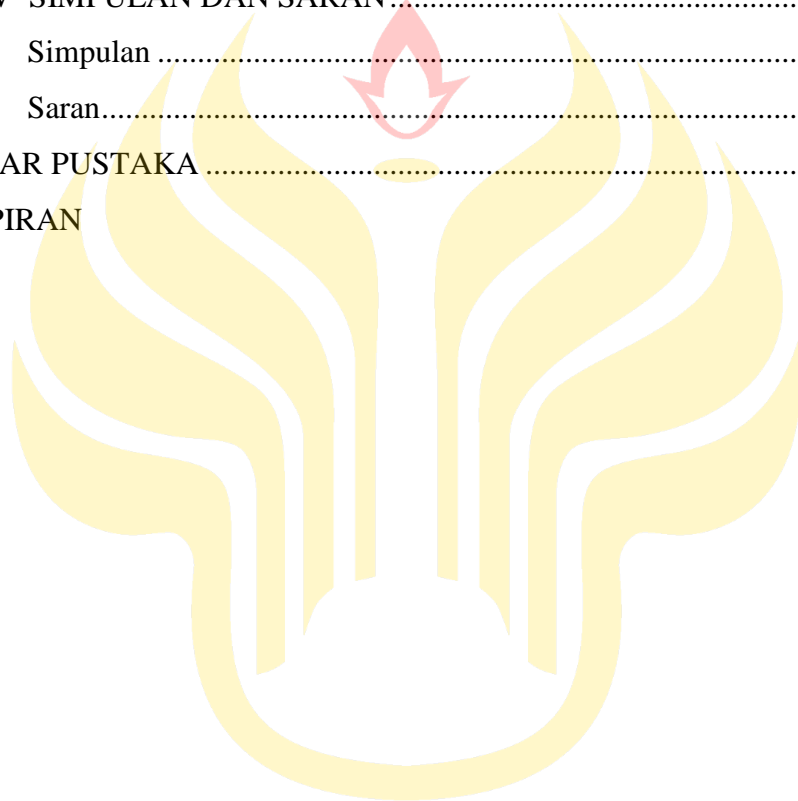 SIMPULAN DAN SARAN........................................................
Simpulan ................................................................................
Saran.......................................................................................
AR PUSTAKA ..........................................................................
PIRAN